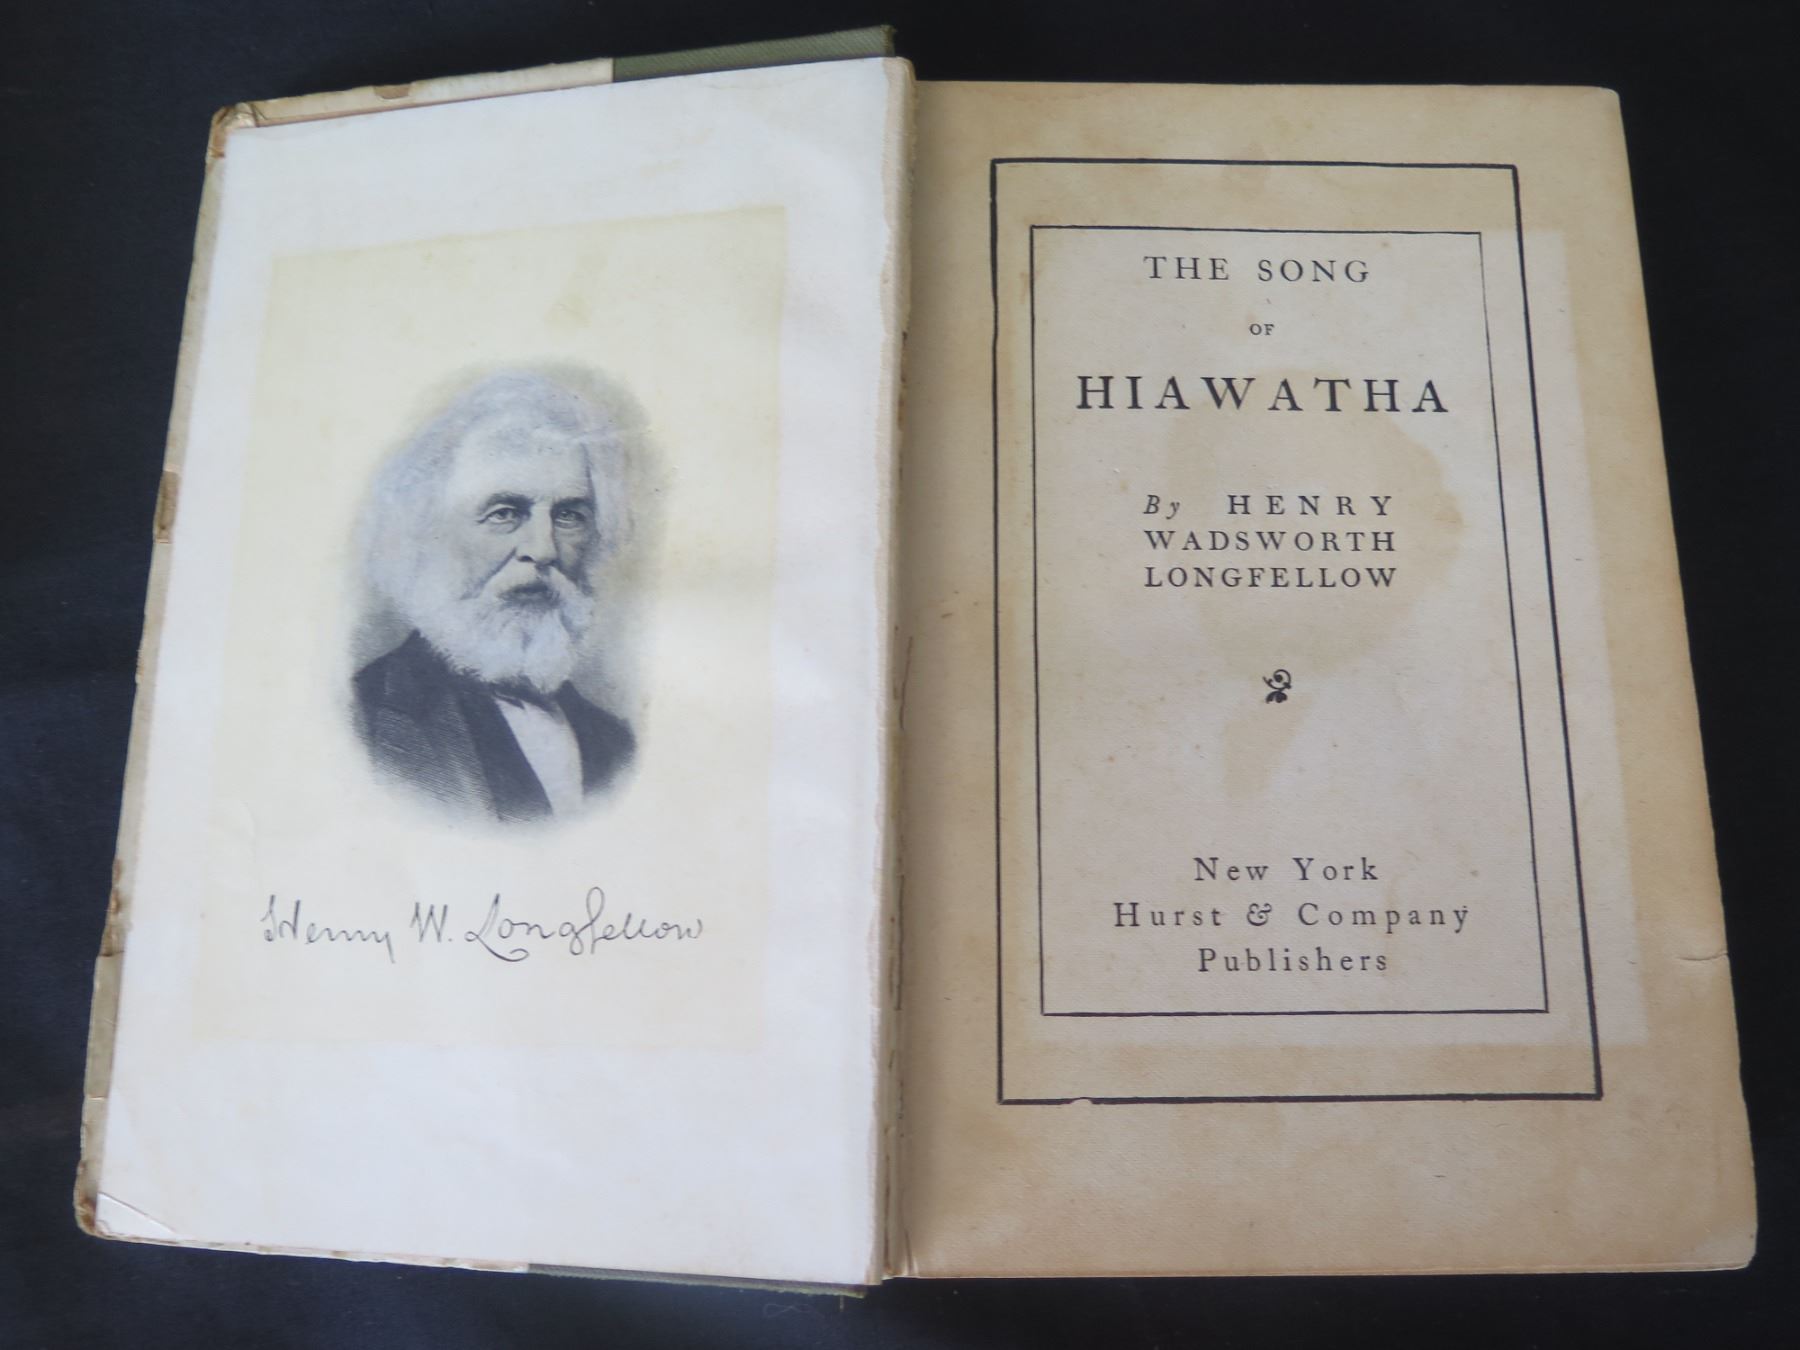 Henry W. Longfellow
THE SONG
OF
HIAWATHA
By HENRY
WADSWORTH
LONGFELLOW
New York
Hurst & Company
Publishers